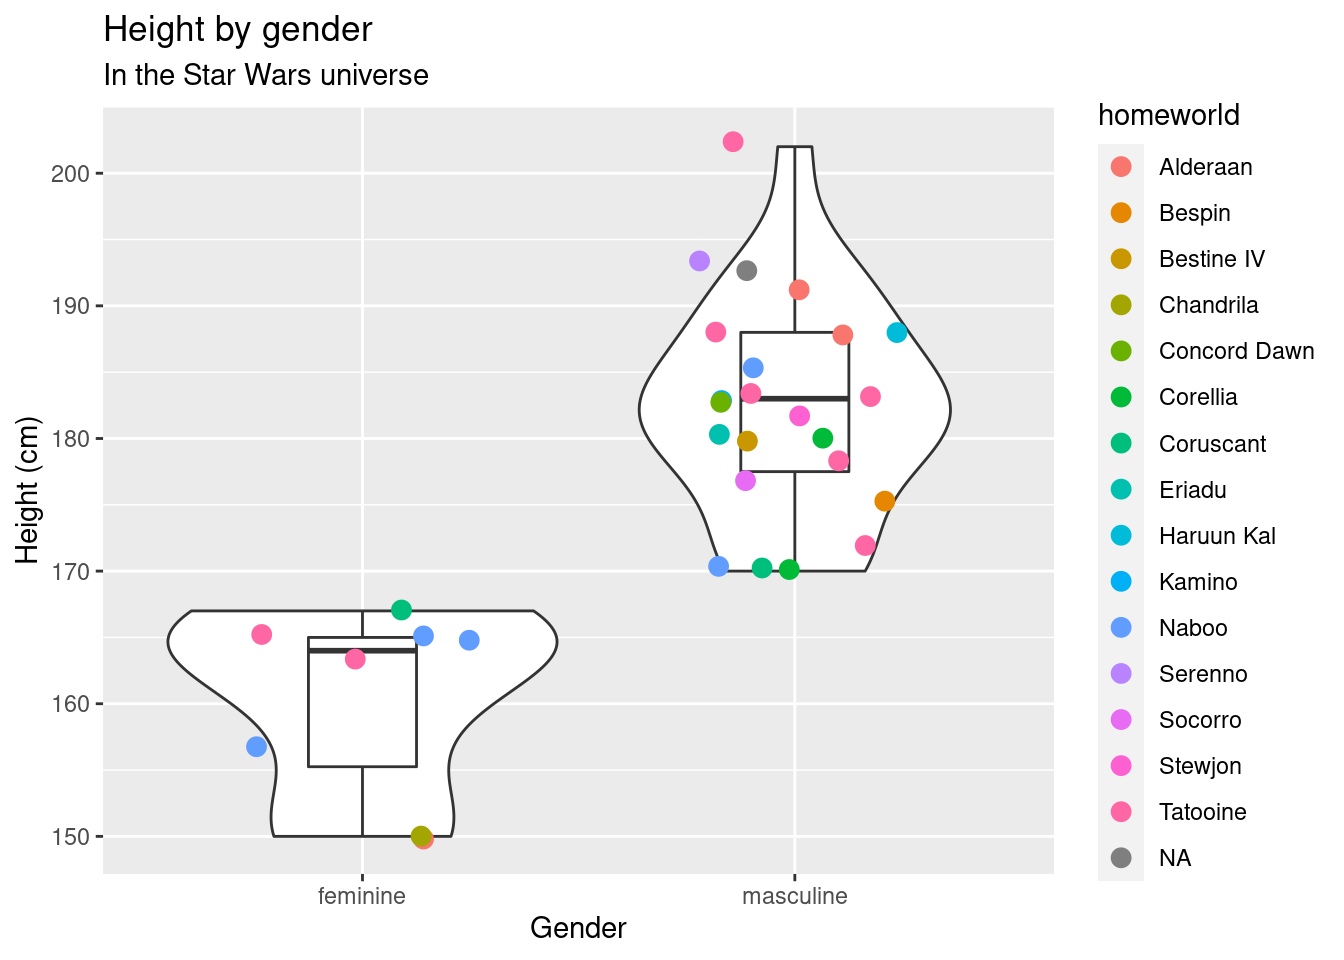 Height by gender
In the Star Wars universe
Height (cm)
200
190
180
170
160
150
feminine
masculine
Gender
homeworld
Alderaan
Bespin
Bestine IV
Chandrila
Concord Dawn
Corellia
Coruscant
Eriadu
Haruun Kal
Kamino
Naboo
Serenno
Socorro
Stewjon
Tatooine
NA